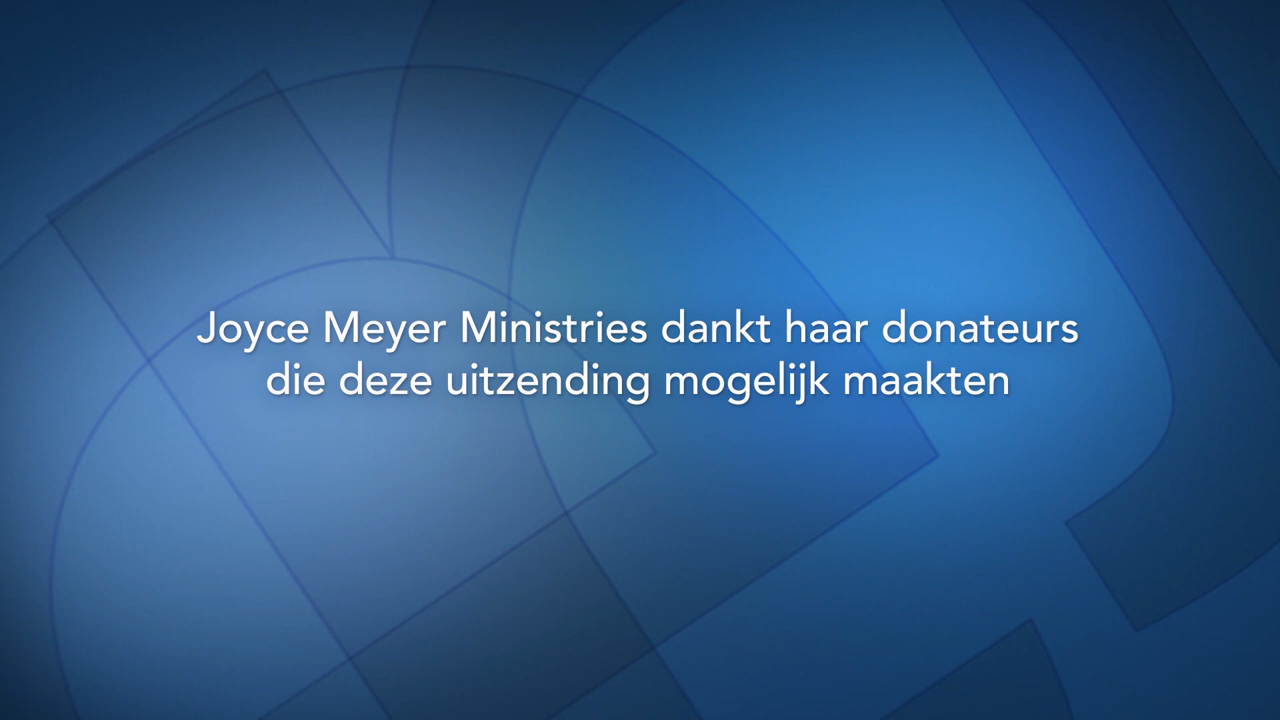 Joyce Meyer Ministries dankt haar donateurs
die deze uitzending mogelijk maakten